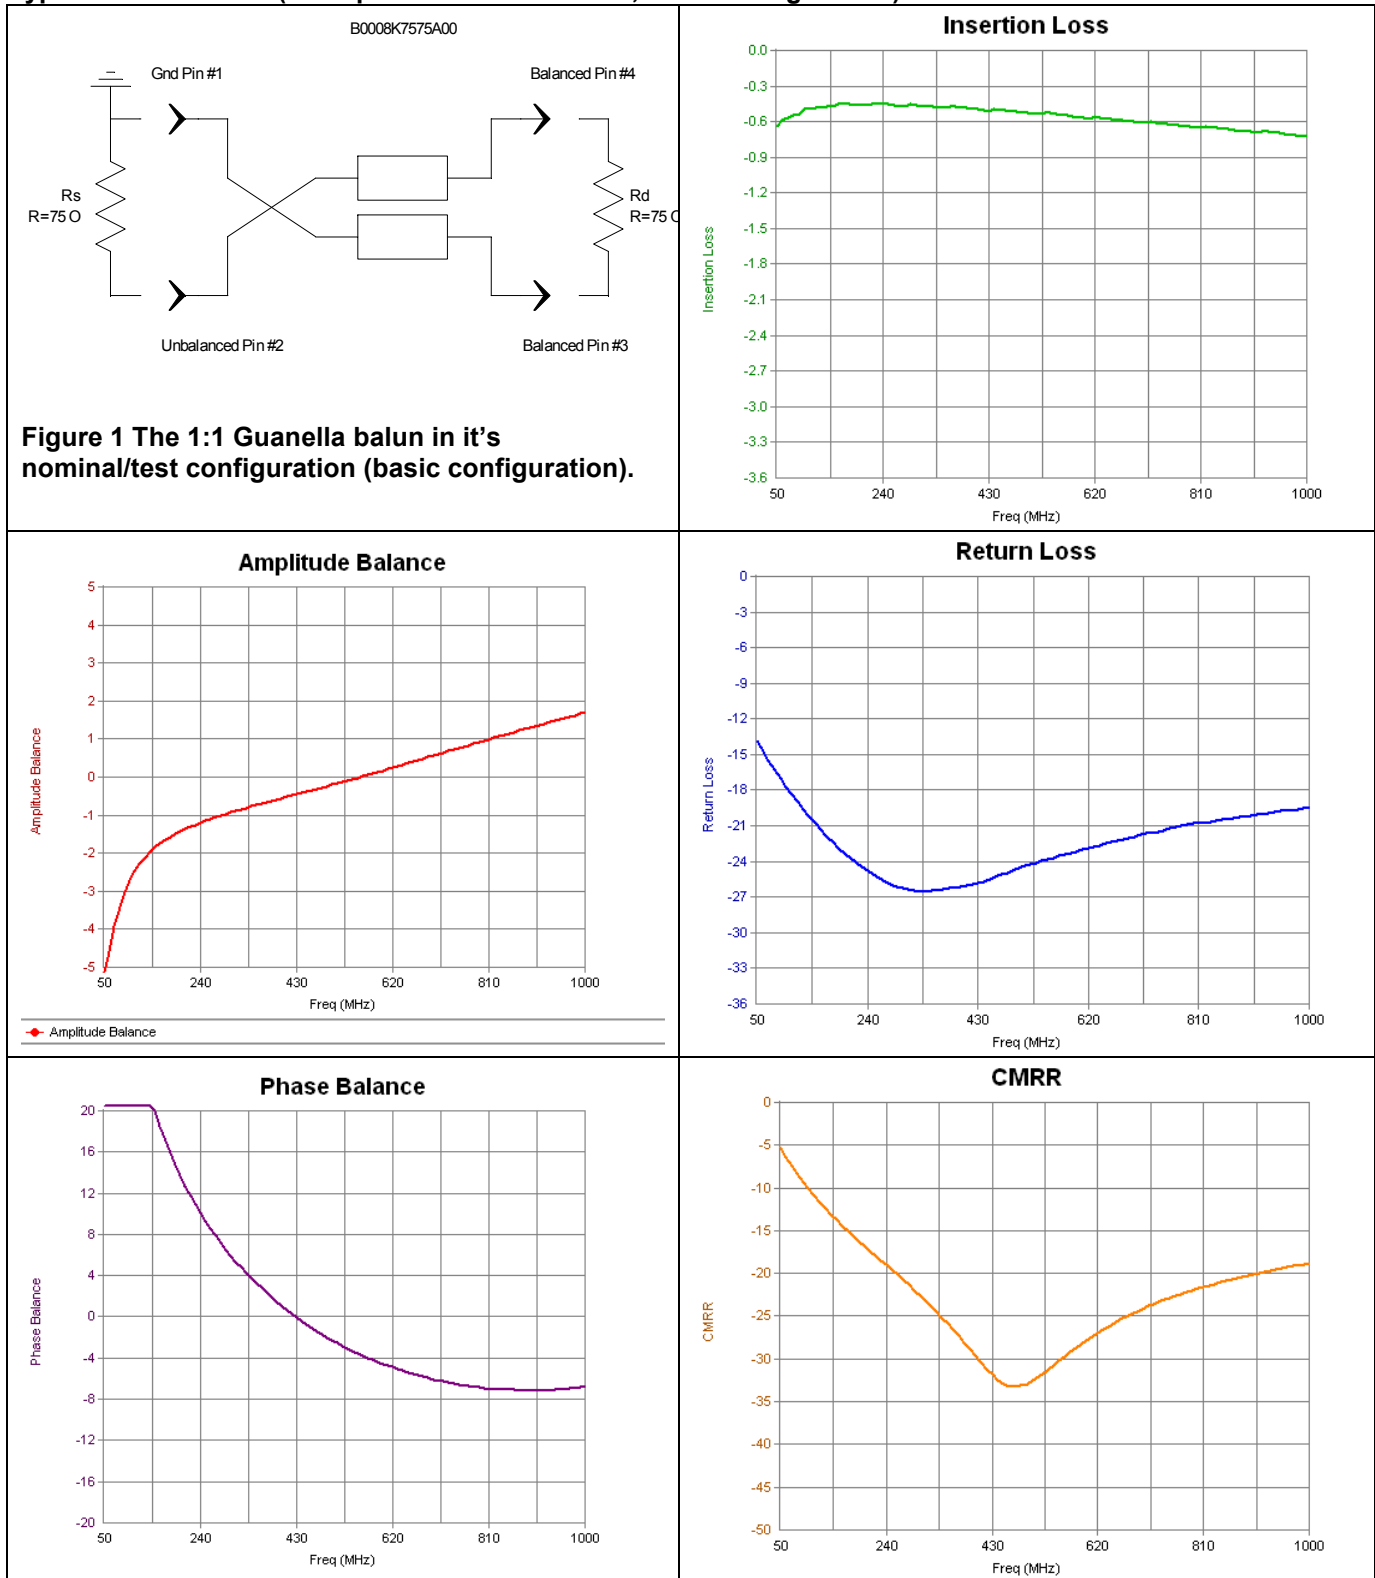 B0008K7575A00
Gnd Pin #1
Balanced Pin #4
Rs
R=75 O
Rd
R=75 O
Unbalanced Pin #2
Balanced Pin #3
Figure 1 The 1:1 Guanella balun in it's
nominal/test configuration (basic configuration).
Insertion Loss
0.0
-0.3
-0.6
-0.9
-1.2
-1.5
-1.8
-2.1
-2.4
-2.7
-3.0
-3.3
-3.6
Insertion Loss
50 240 430 620 810 1000
Freq (MHz)
Amplitude Balance
5
4
3
2
1
0
-1
-2
-3
-4
-5
Amplitude Balance
50 240 430 620 810 1000
Freq (MHz)
Amplitude Balance
Return Loss
0
-3
-6
-9
-12
-15
-18
-21
-24
-27
-30
-33
-36
Return Loss
50 240 430 620 810 1000
Freq (MHz)
Phase Balance
20
16
12
8
4
0
-4
-8
-12
-16
-20
Phase Balance
50 240 430 620 810 1000
Freq (MHz)
CMRR
0
-5
-10
-15
-20
-25
-30
-35
-40
-45
-50
CMRR
50 240 430 620 810 1000
Freq (MHz)